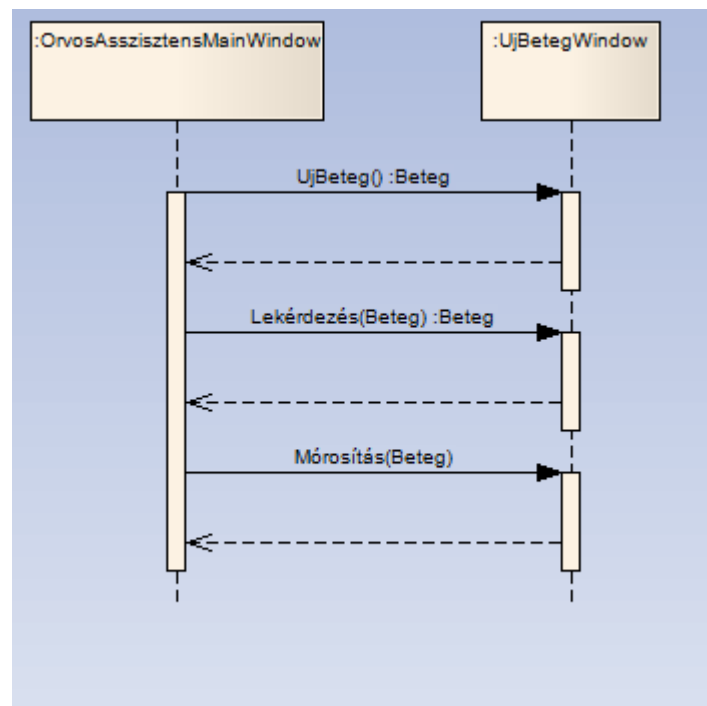 :OrvosAsszisztensMainWindow
:UjBetegWindow
UjBeteg() :Beteg
Lekérdezés(Beteg) :Beteg
Mórosítás(Beteg)